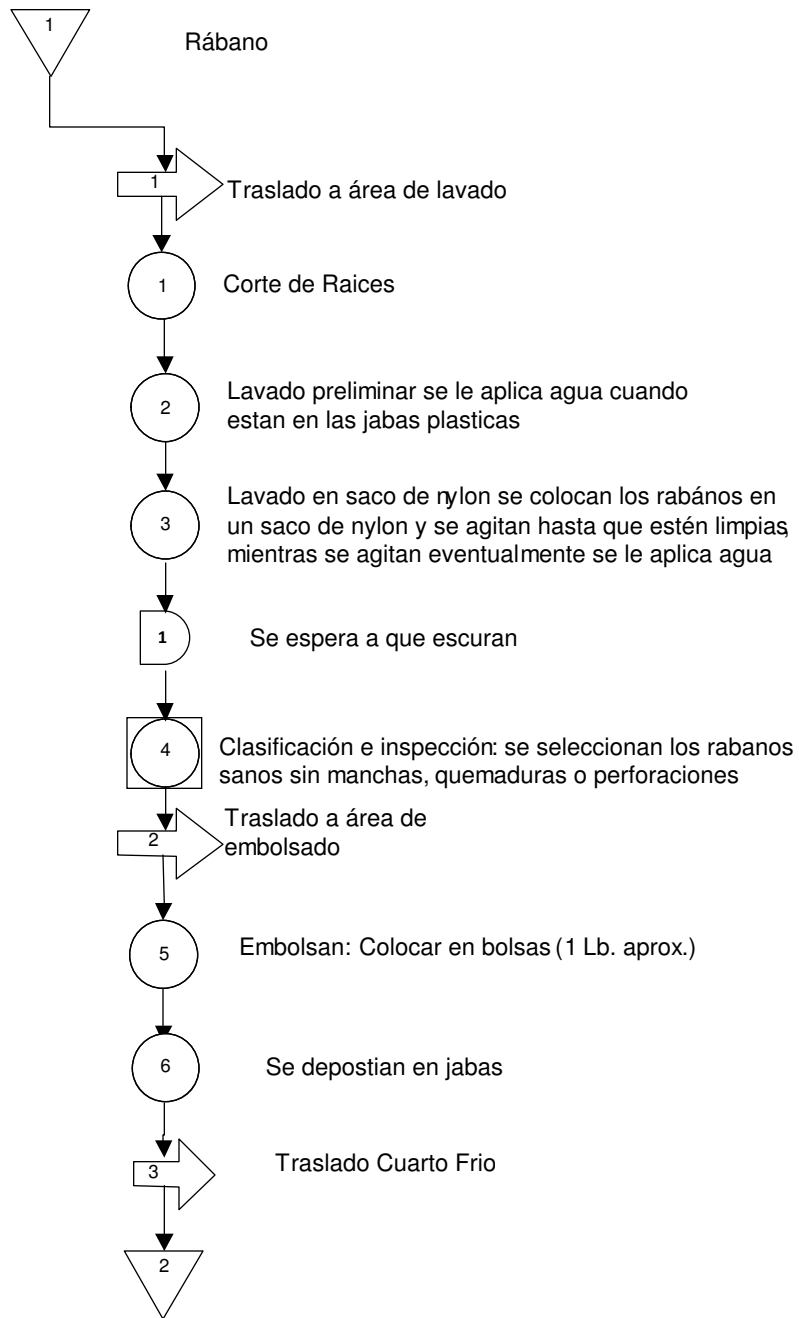 1
Rábano
1
Traslado a área de lavado
1
Corte de Raices
2
Lavado preliminar se le aplica agua cuando
estan en las jabas plasticas
3
Lavado en saco de nylon se colocan los rabános en
un saco de nylon y se agitan hasta que estén limpias,
mientras se agitan eventualmente se le aplica agua
1
Se espera a que escuran
4
Clasificación e inspección: se seleccionan los rabanos
sanos sin manchas, quemaduras o perforaciones
2
Traslado a área de
embolsado
5
Embolsan: Colocar en bolsas (1 Lb. aprox.)
6
Se depostian en jabas
3
Traslado Cuarto Frio
2